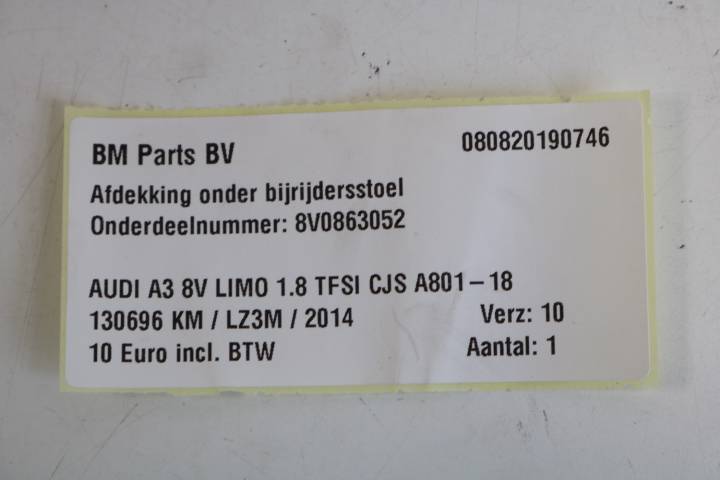 BM Parts BV 080820190746
Afdekking onder bijrijdersstoel
Onderdeelnummer: 8V0863052
AUDI A3 8V LIMO 1.8 TFSI CJS A801-18
130696 KM / LZ3M / 2014 Verz: 10
10 Euro incl. BTW Aantal: 1